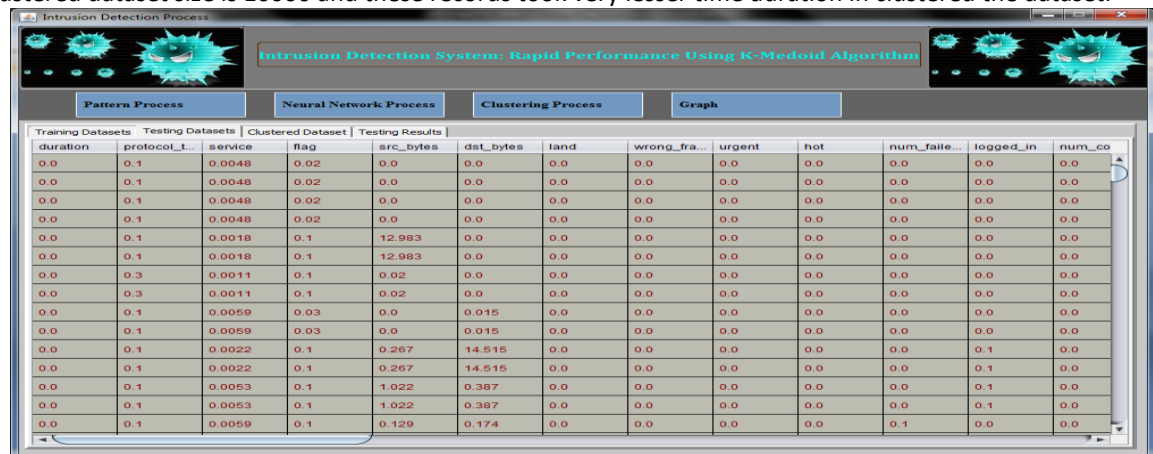 Intrusion Detection Process
Intrusion Detection System: Rapid Performance Using K-Medoid Algorithm
Pattern Process Neural Network Process Clustering Process Graph
Training Datasets Testing Datasets Clustered Dataset Testing Results
duration protocol_t... service flag src_bytes dst_bytes land wrong_fra... urgent hot num_faile... logged_in num_co
0.0 0.1 0.0048 0.02 0.0 0.0 0.0 0.0 0.0 0.0 0.0 0.0 0.0
0.0 0.1 0.0048 0.02 0.0 0.0 0.0 0.0 0.0 0.0 0.0 0.0 0.0
0.0 0.1 0.0048 0.02 0.0 0.0 0.0 0.0 0.0 0.0 0.0 0.0 0.0
0.0 0.1 0.0048 0.02 0.0 0.0 0.0 0.0 0.0 0.0 0.0 0.0 0.0
0.0 0.1 0.0018 0.1 12.983 0.0 0.0 0.0 0.0 0.0 0.0 0.0 0.0
0.0 0.1 0.0018 0.1 12.983 0.0 0.0 0.0 0.0 0.0 0.0 0.0 0.0
0.0 0.3 0.0011 0.1 0.02 0.0 0.0 0.0 0.0 0.0 0.0 0.0 0.0
0.0 0.3 0.0011 0.1 0.02 0.0 0.0 0.0 0.0 0.0 0.0 0.0 0.0
0.0 0.1 0.0059 0.03 0.0 0.015 0.0 0.0 0.0 0.0 0.0 0.0 0.0
0.0 0.1 0.0059 0.03 0.0 0.015 0.0 0.0 0.0 0.0 0.0 0.0 0.0
0.0 0.1 0.0022 0.1 0.267 14.515 0.0 0.0 0.0 0.0 0.0 0.1 0.0
0.0 0.1 0.0022 0.1 0.267 14.515 0.0 0.0 0.0 0.0 0.0 0.1 0.0
0.0 0.1 0.0053 0.1 1.022 0.387 0.0 0.0 0.0 0.0 0.0 0.1 0.0
0.0 0.1 0.0053 0.1 1.022 0.387 0.0 0.0 0.0 0.0 0.0 0.1 0.0
0.0 0.1 0.0059 0.1 0.129 0.174 0.0 0.0 0.0 0.0 0.1 0.0 0.0